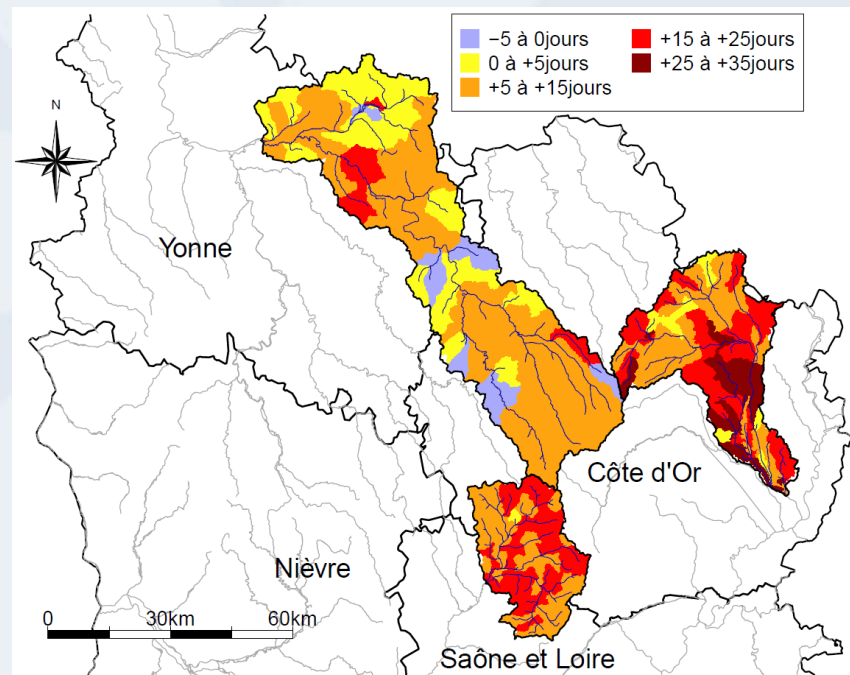 −5 à 0jours
0 à +5jours
+5 à +15jours
+15 à +25jours
+25 à +35jours
N
Yonne
Côte d'Or
Nièvre
0 30km 60km
Saône et Loire